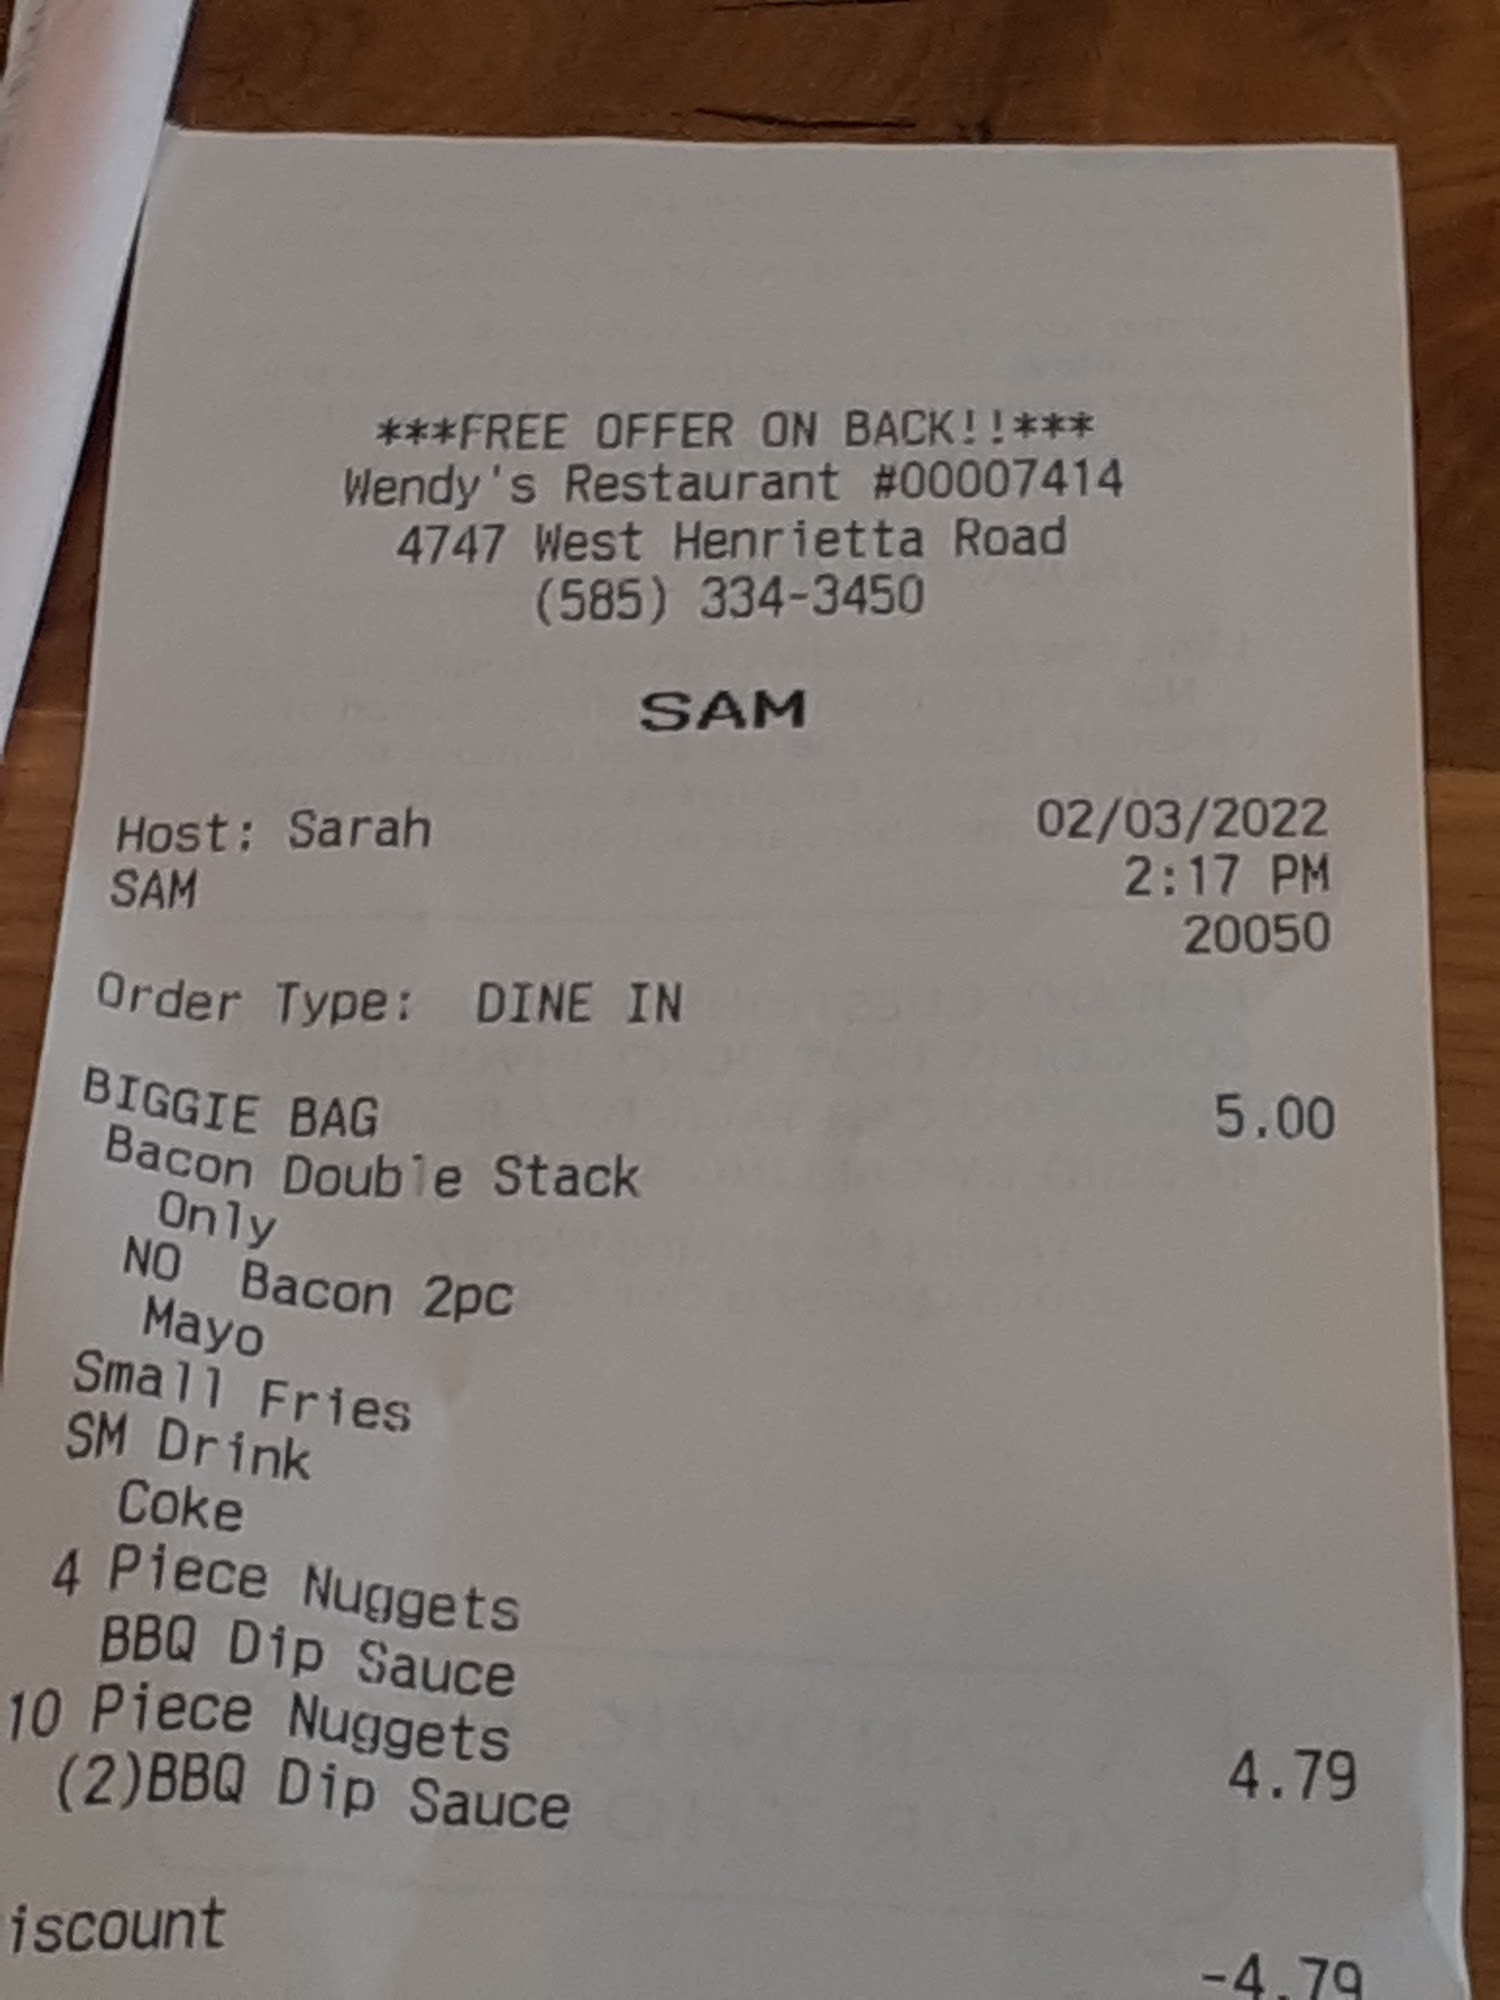 ***FREE OFFER ON BACK!!***
Wendy's Restaurant #00007414
4747 West Henrietta Road
(585) 334-3450
SAM
Host: Sarah 02/03/2022
SAM 2:17 PM
20050
Order Type: DINE IN
BIGGIE BAG 5.00
Bacon Double Stack
Only
NO Bacon 2pc
Mayo
Small Fries
SM Drink
Coke
4 Piece Nuggets
BBQ Dip Sauce
10 Piece Nuggets 4.79
(2)BBQ Dip Sauce
iscount -4.79